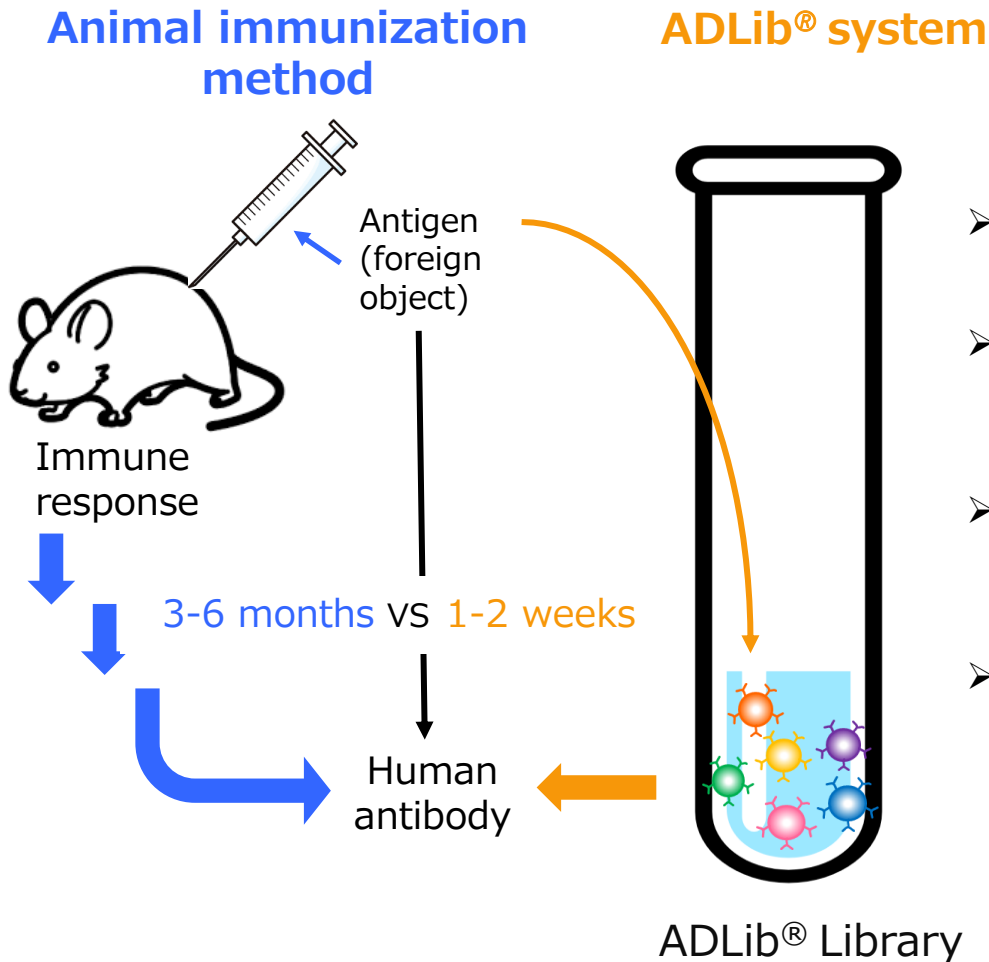 Animal immunization
method
ADLib® system
Antigen
(foreign
object)
Immune
response
3-6 months VS 1-2 weeks
Human
antibody
ADLib® Library